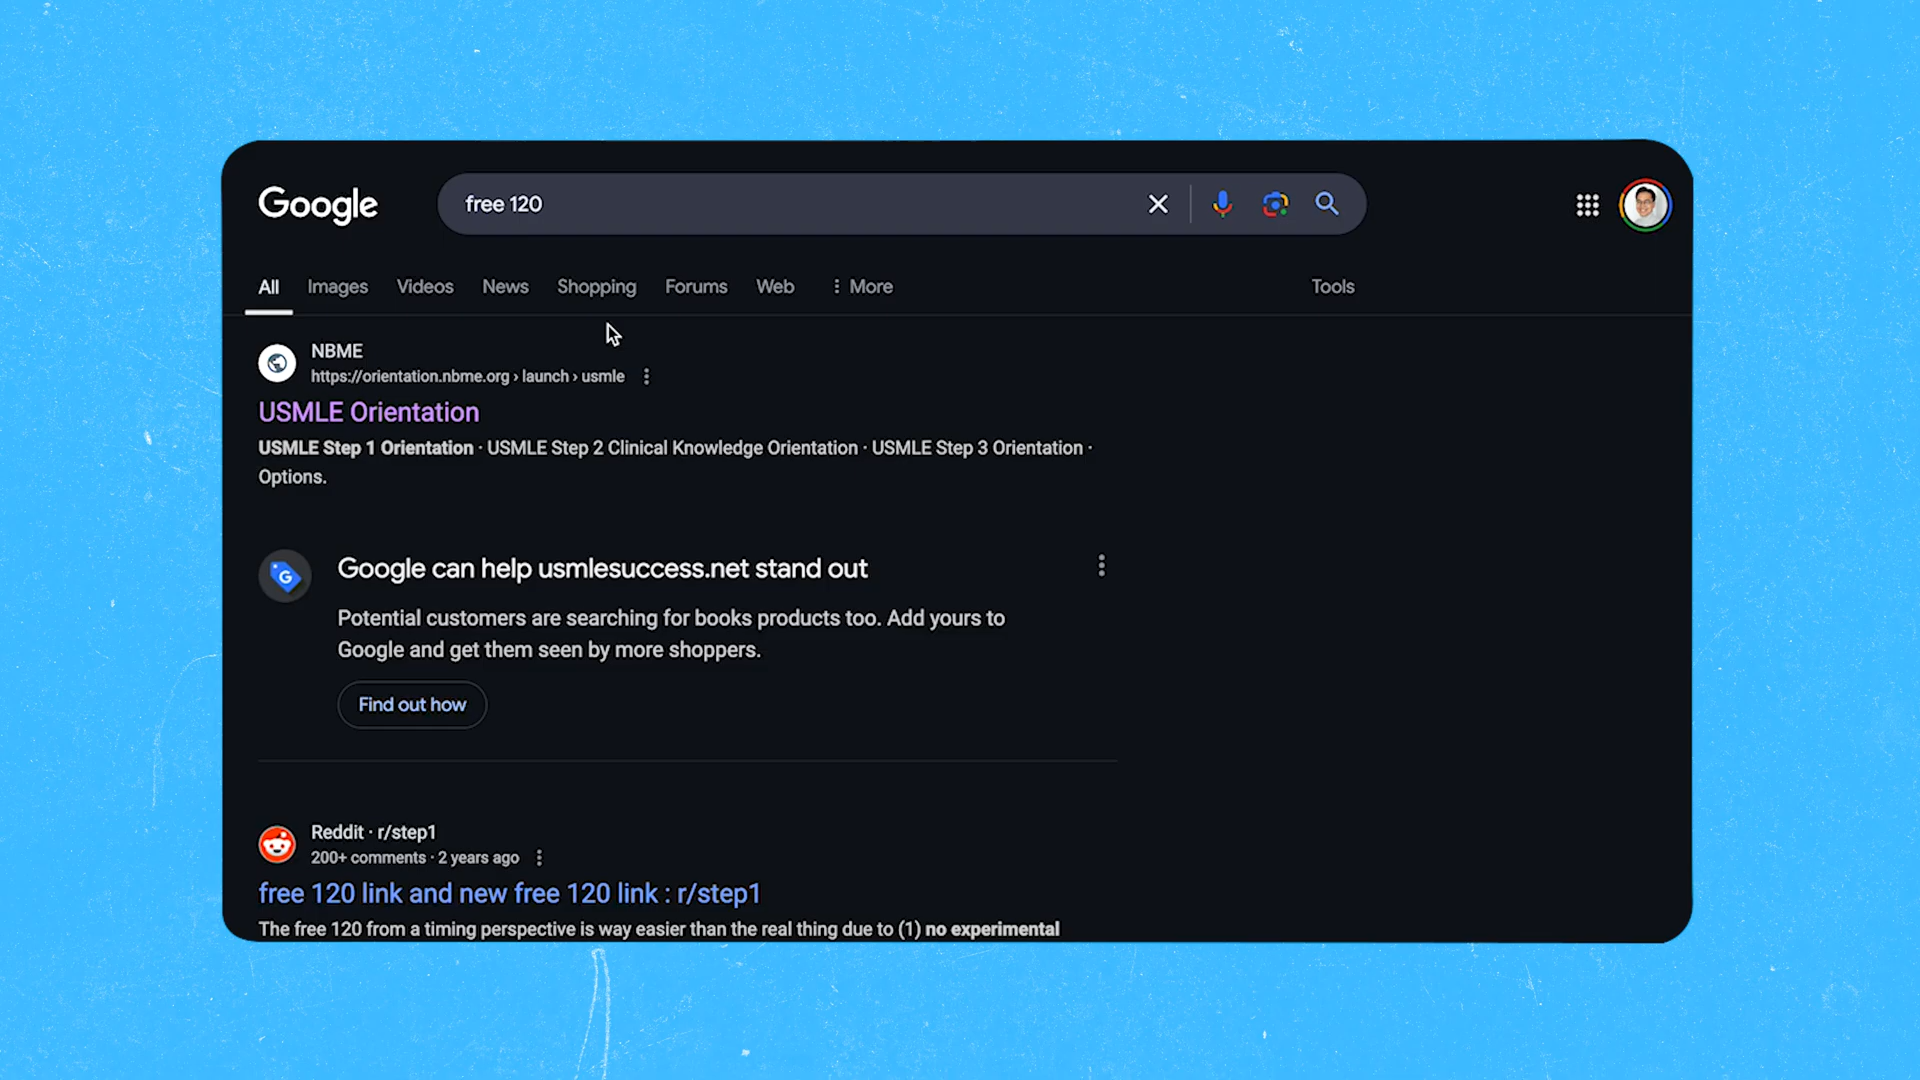 Google
free 120
All Images Videos News Shopping Forums Web More Tools
NBME
https://orientation.nbme.org › launch › usmle
USMLE Orientation
USMLE Step 1 Orientation · USMLE Step 2 Clinical Knowledge Orientation · USMLE Step 3 Orientation ·
Options.
Google can help usmlesuccess.net stand out
Potential customers are searching for books products too. Add yours to
Google and get them seen by more shoppers.
Find out how
Reddit · r/step1
200+ comments · 2 years ago
free 120 link and new free 120 link : r/step1
The free 120 from a timing perspective is way easier than the real thing due to (1) no experimental